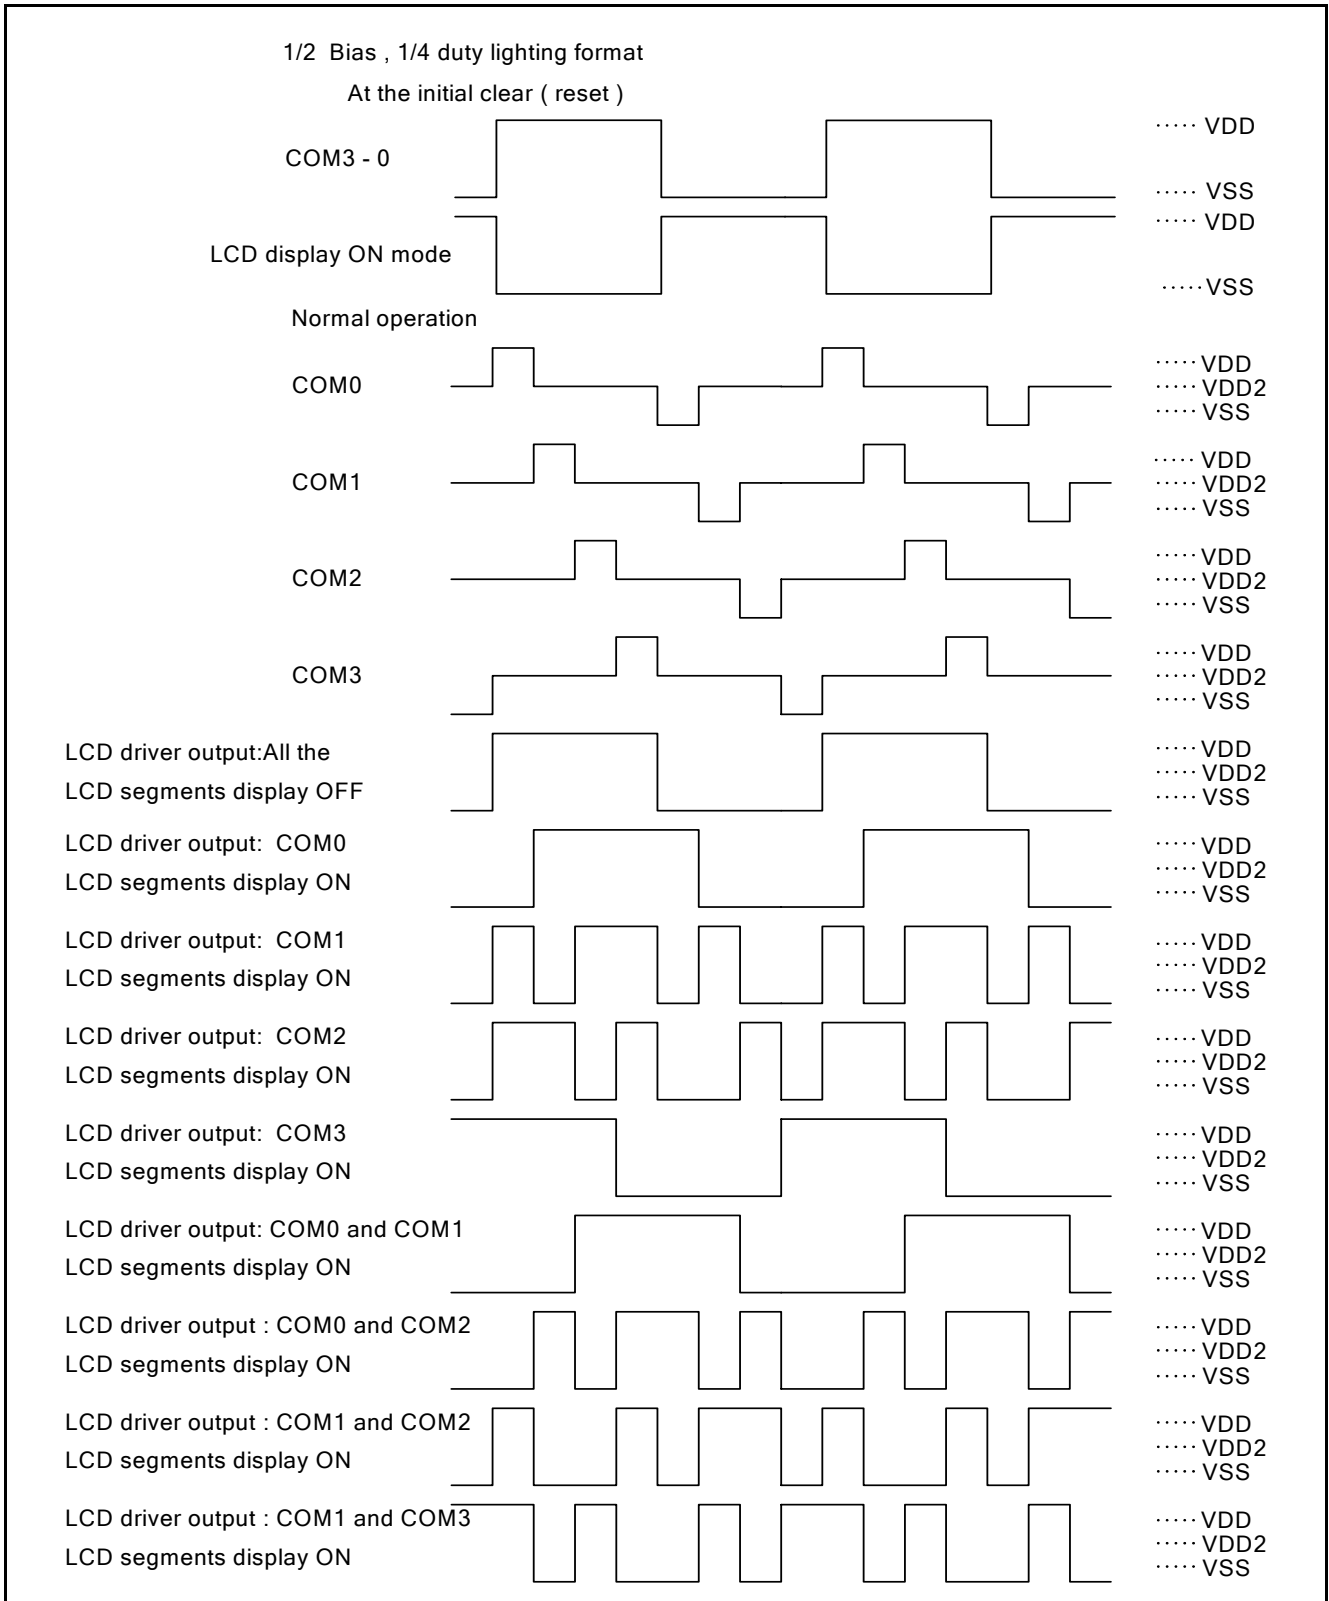 1/2 Bias , 1/4 duty lighting format
At the initial clear ( reset )
COM3 - 0
····· VDD
····· VSS
LCD display ON mode
····· VDD
·····VSS
Normal operation
COM0
····· VDD
····· VDD2
····· VSS
COM1
····· VDD
····· VDD2
····· VSS
COM2
····· VDD
····· VDD2
····· VSS
COM3
····· VDD
····· VDD2
····· VSS
LCD driver output:All the
LCD segments display OFF
····· VDD
····· VDD2
····· VSS
LCD driver output: COM0
LCD segments display ON
····· VDD
····· VDD2
····· VSS
LCD driver output: COM1
LCD segments display ON
····· VDD
····· VDD2
····· VSS
LCD driver output: COM2
LCD segments display ON
····· VDD
····· VDD2
····· VSS
LCD driver output: COM3
LCD segments display ON
····· VDD
····· VDD2
····· VSS
LCD driver output: COM0 and COM1
LCD segments display ON
····· VDD
····· VDD2
····· VSS
LCD driver output : COM0 and COM2
LCD segments display ON
····· VDD
····· VDD2
····· VSS
LCD driver output : COM1 and COM2
LCD segments display ON
····· VDD
····· VDD2
····· VSS
LCD driver output : COM1 and COM3
LCD segments display ON
····· VDD
····· VDD2
····· VSS